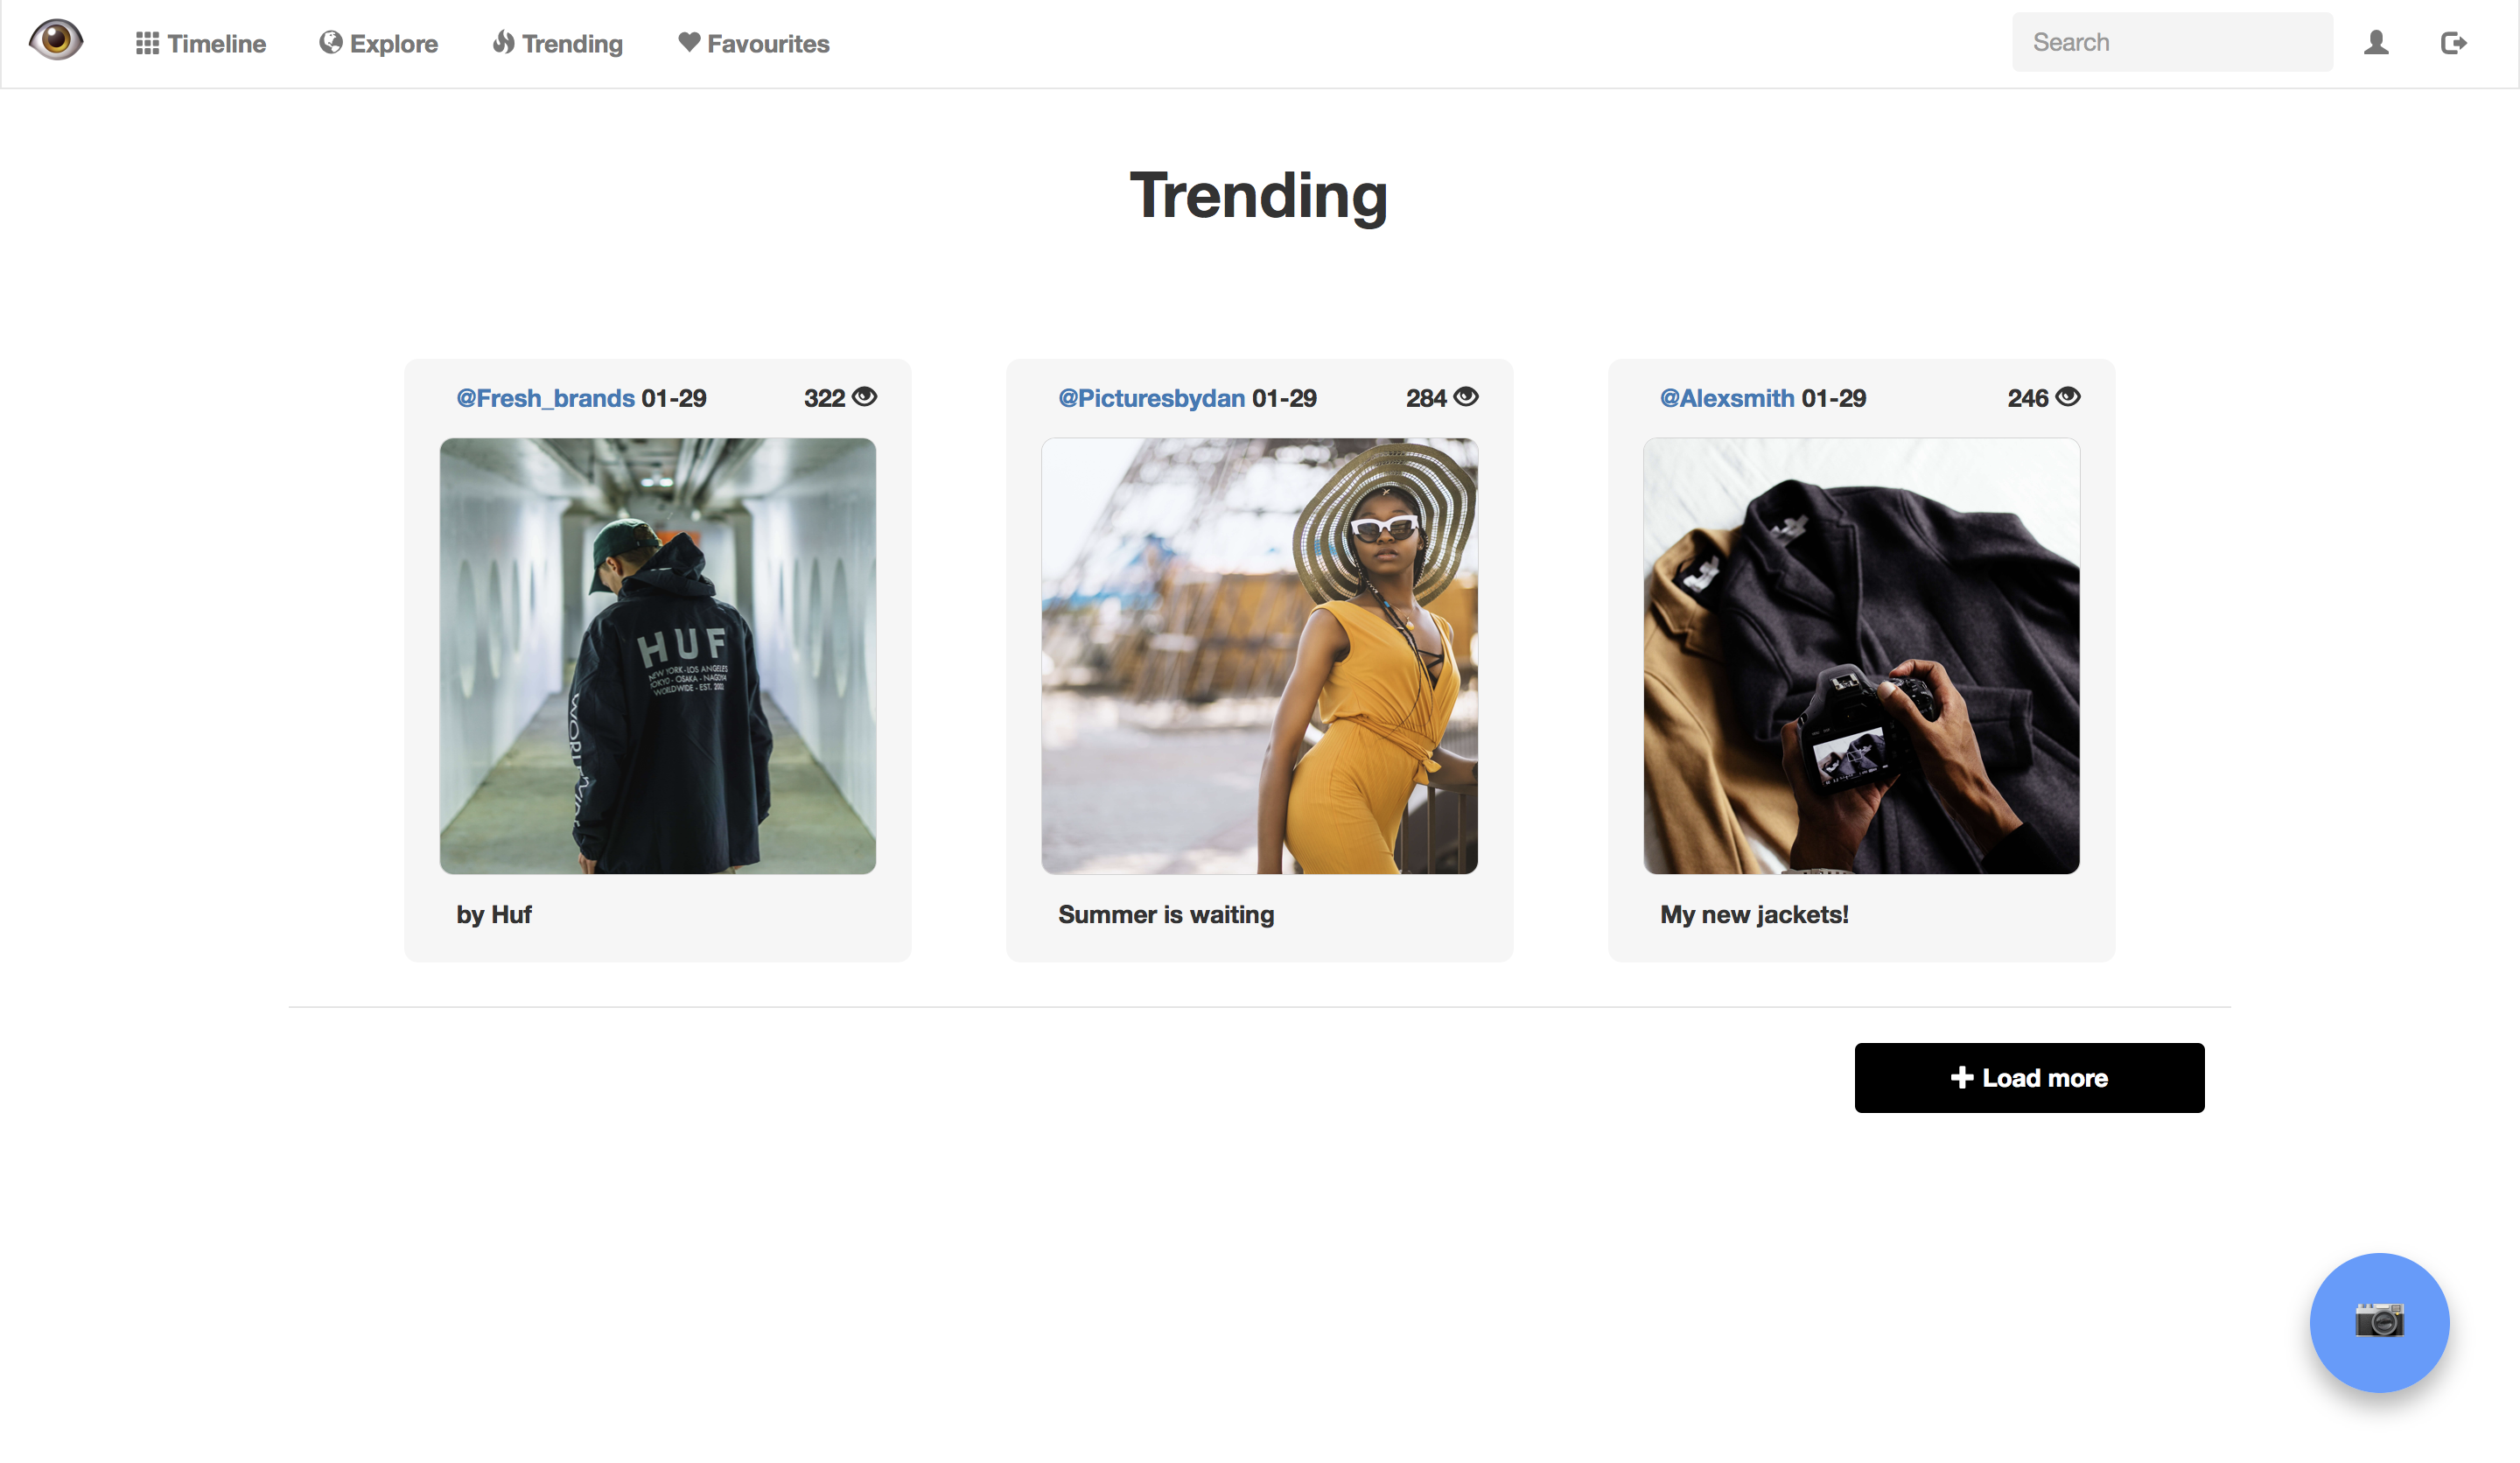 Timeline Explore Trending Favourites Search
Trending
@Fresh_brands 01-29 322
@Picturesbydan 01-29 284
@Alexsmith 01-29 246
HUF
NEW YORK - LOS ANGELES
TOKYO - OSAKA - NAGOYA
WORLDWIDE - EST. 2002
by Huf
Summer is waiting
My new jackets!
Load more